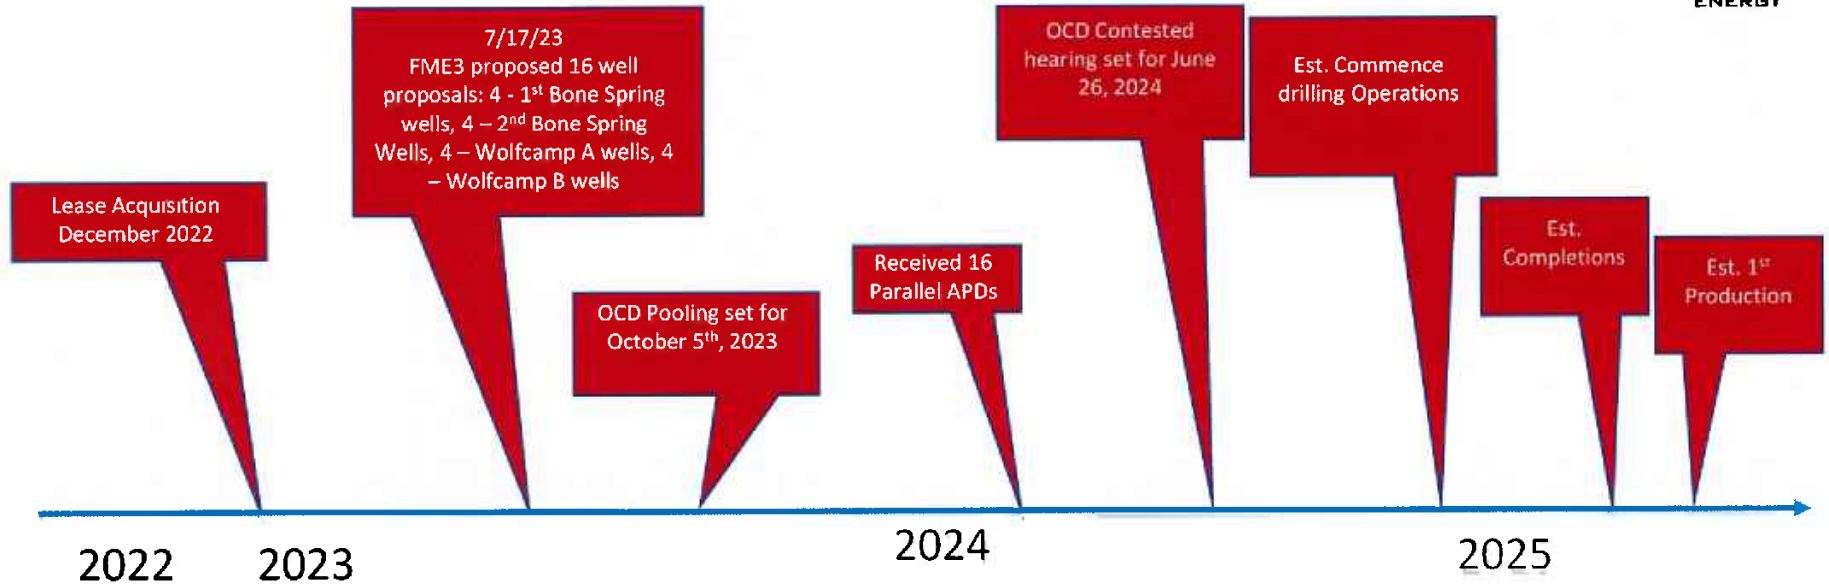 ENERGY
Lease Acquisition
December 2022
7/17/23
FME3 proposed 16 well
proposals: 4 - 1st Bone Spring
wells, 4 – 2nd Bone Spring
Wells, 4 – Wolfcamp A wells, 4
– Wolfcamp B wells
OCD Pooling set for
October 5th, 2023
Received 16
Parallel APDs
OCD Contested
hearing set for June
26, 2024
Est. Commence
drilling Operations
Est.
Completions
Est. 1st
Production
2022
2023
2024
2025